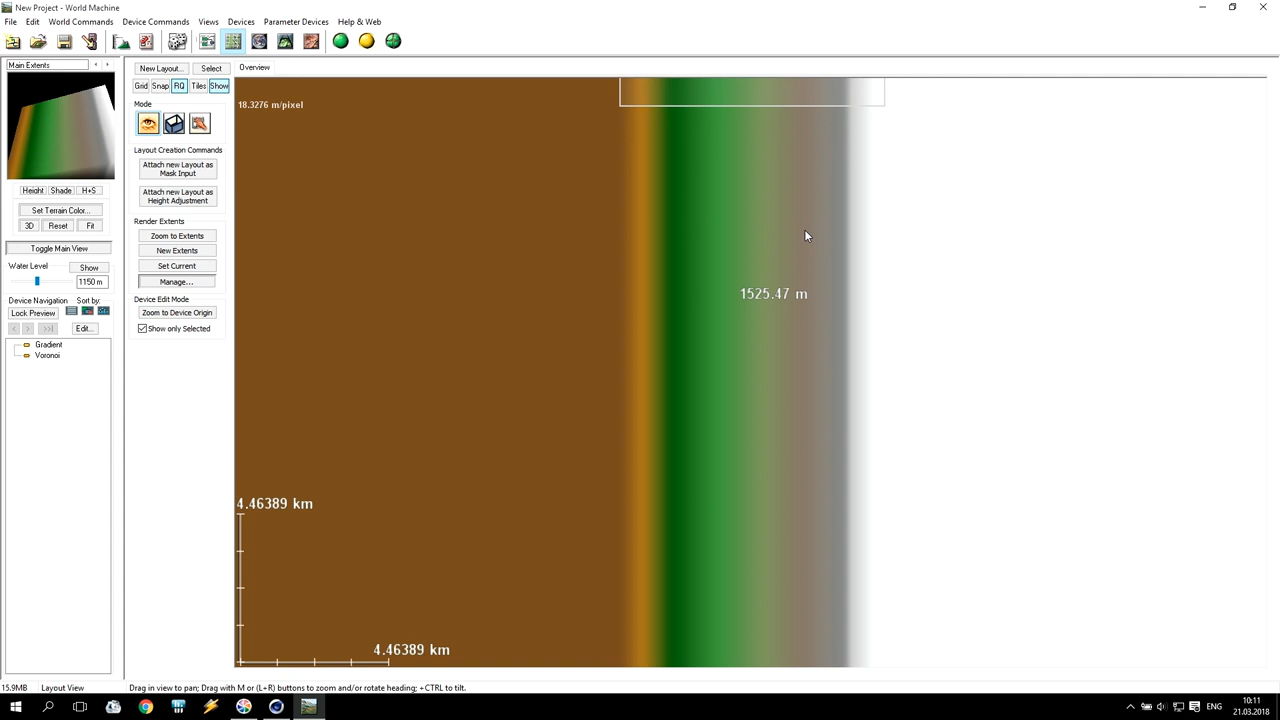 New Project - World Machine
File Edit World Commands Device Commands Views Devices Parameter Devices Help & Web
Main Extents
New Layout... Select
Overview
Grid Snap RQ Tiles Show
18.3276 m/pixel
Mode
Layout Creation Commands
Attach new Layout as
Mask Input
Attach new Layout as
Height Adjustment
Height Shade H+S
Set Terrain Color...
3D Reset Fit
Render Extents
Zoom to Extents
New Extents
Set Current
Manage...
Toggle Main View
Water Level Show
1150 m
Device Navigation Sort by:
Lock Preview
Edit...
Device Edit Mode
Zoom to Device Origin
Show only Selected
Gradient
Voronoi
1525.47 m
4.46389 km
4.46389 km
15.9MB Layout View Drag in view to pan; Drag with M or (L+R) buttons to zoom and/or rotate heading; +CTRL to tilt.
ENG
10:11
21.03.2018